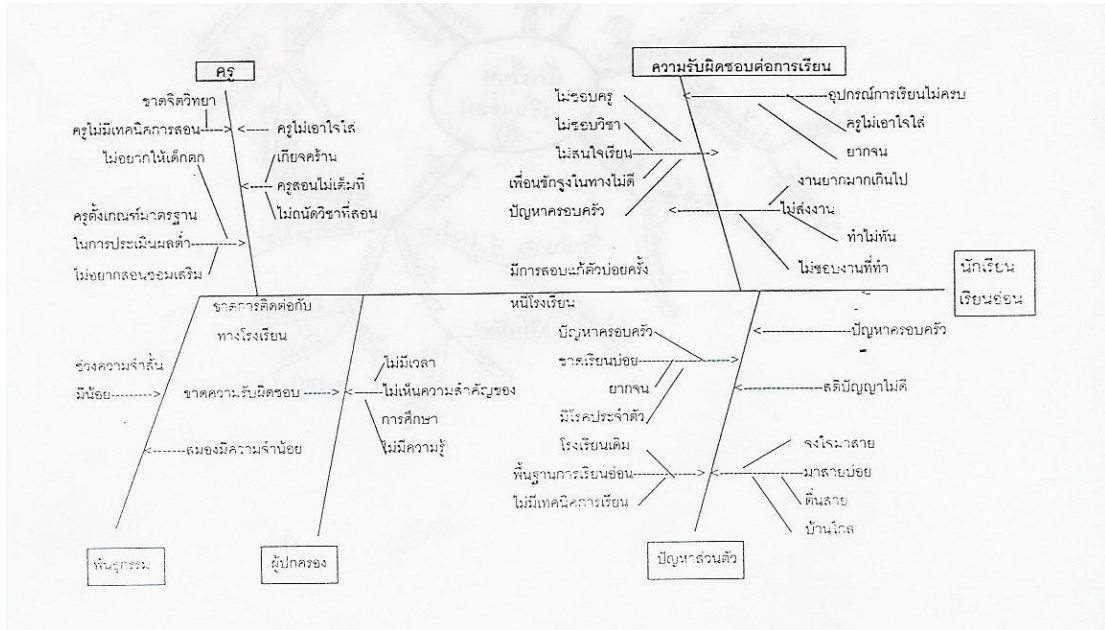 ครู
ขาดจิตวิทยา
ครูไม่มีเทคนิคการสอน
ครูไม่เอาใจใส่
ไม่อยากให้เด็กตก
เกียจคร้าน
ครูสอนไม่เต็มที่
ไม่ถนัดวิชาที่สอน
ครูตั้งเกณฑ์มาตรฐาน
ในการประเมินผลต่ำ
ไม่อยากสอนซ่อมเสริม
ความรับผิดชอบต่อการเรียน
ไม่ชอบครู
ไม่ชอบวิชา
ไม่สนใจเรียน
เพื่อนชักจูงในทางไม่ดี
ปัญหาครอบครัว
อุปกรณ์การเรียนไม่ครบ
ครูไม่เอาใจใส่
ยากจน
งานยากมากเกินไป
ไม่ส่งงาน
ทำไม่ทัน
ไม่ชอบงานที่ทำ
มีการสอบแก้ตัวบ่อยครั้ง
นักเรียน
เรียนอ่อน
ขาดการติดต่อกับ
ทางโรงเรียน
ช่วงความจำสั้น
มีน้อย
สมองมีความจำน้อย
พันธุกรรม
ขาดความรับผิดชอบ
ไม่มีเวลา
ไม่เห็นความสำคัญของ
การศึกษา
ไม่มีความรู้
ผู้ปกครอง
หนีโรงเรียน
ปัญหาครอบครัว
ขาดเรียนบ่อย
ยากจน
มีโรคประจำตัว
โรงเรียนเดิม
พื้นฐานการเรียนอ่อน
ไม่มีเทคนิคการเรียน
ปัญหาครอบครัว
สติปัญญาไม่ดี
จงใจมาสาย
มาสายบ่อย
ตื่นสาย
บ้านไกล
ปัญหาส่วนตัว